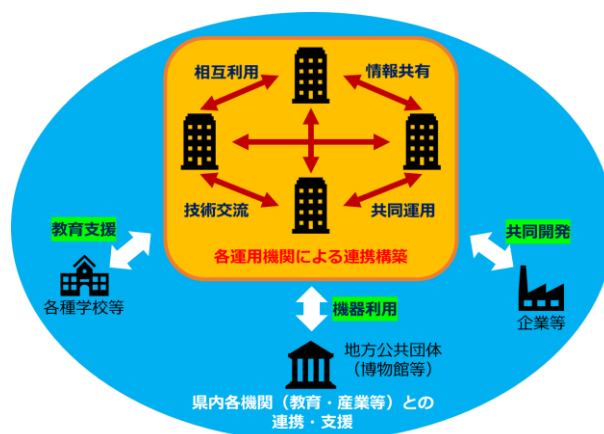 相互利用
情報共有
技術交流
共同運用
各運用機関による連携構築
教育支援
共同開発
各種学校等
機器利用
企業等
地方公共団体
（博物館等）
県内各機関（教育・産業等）との
連携・支援